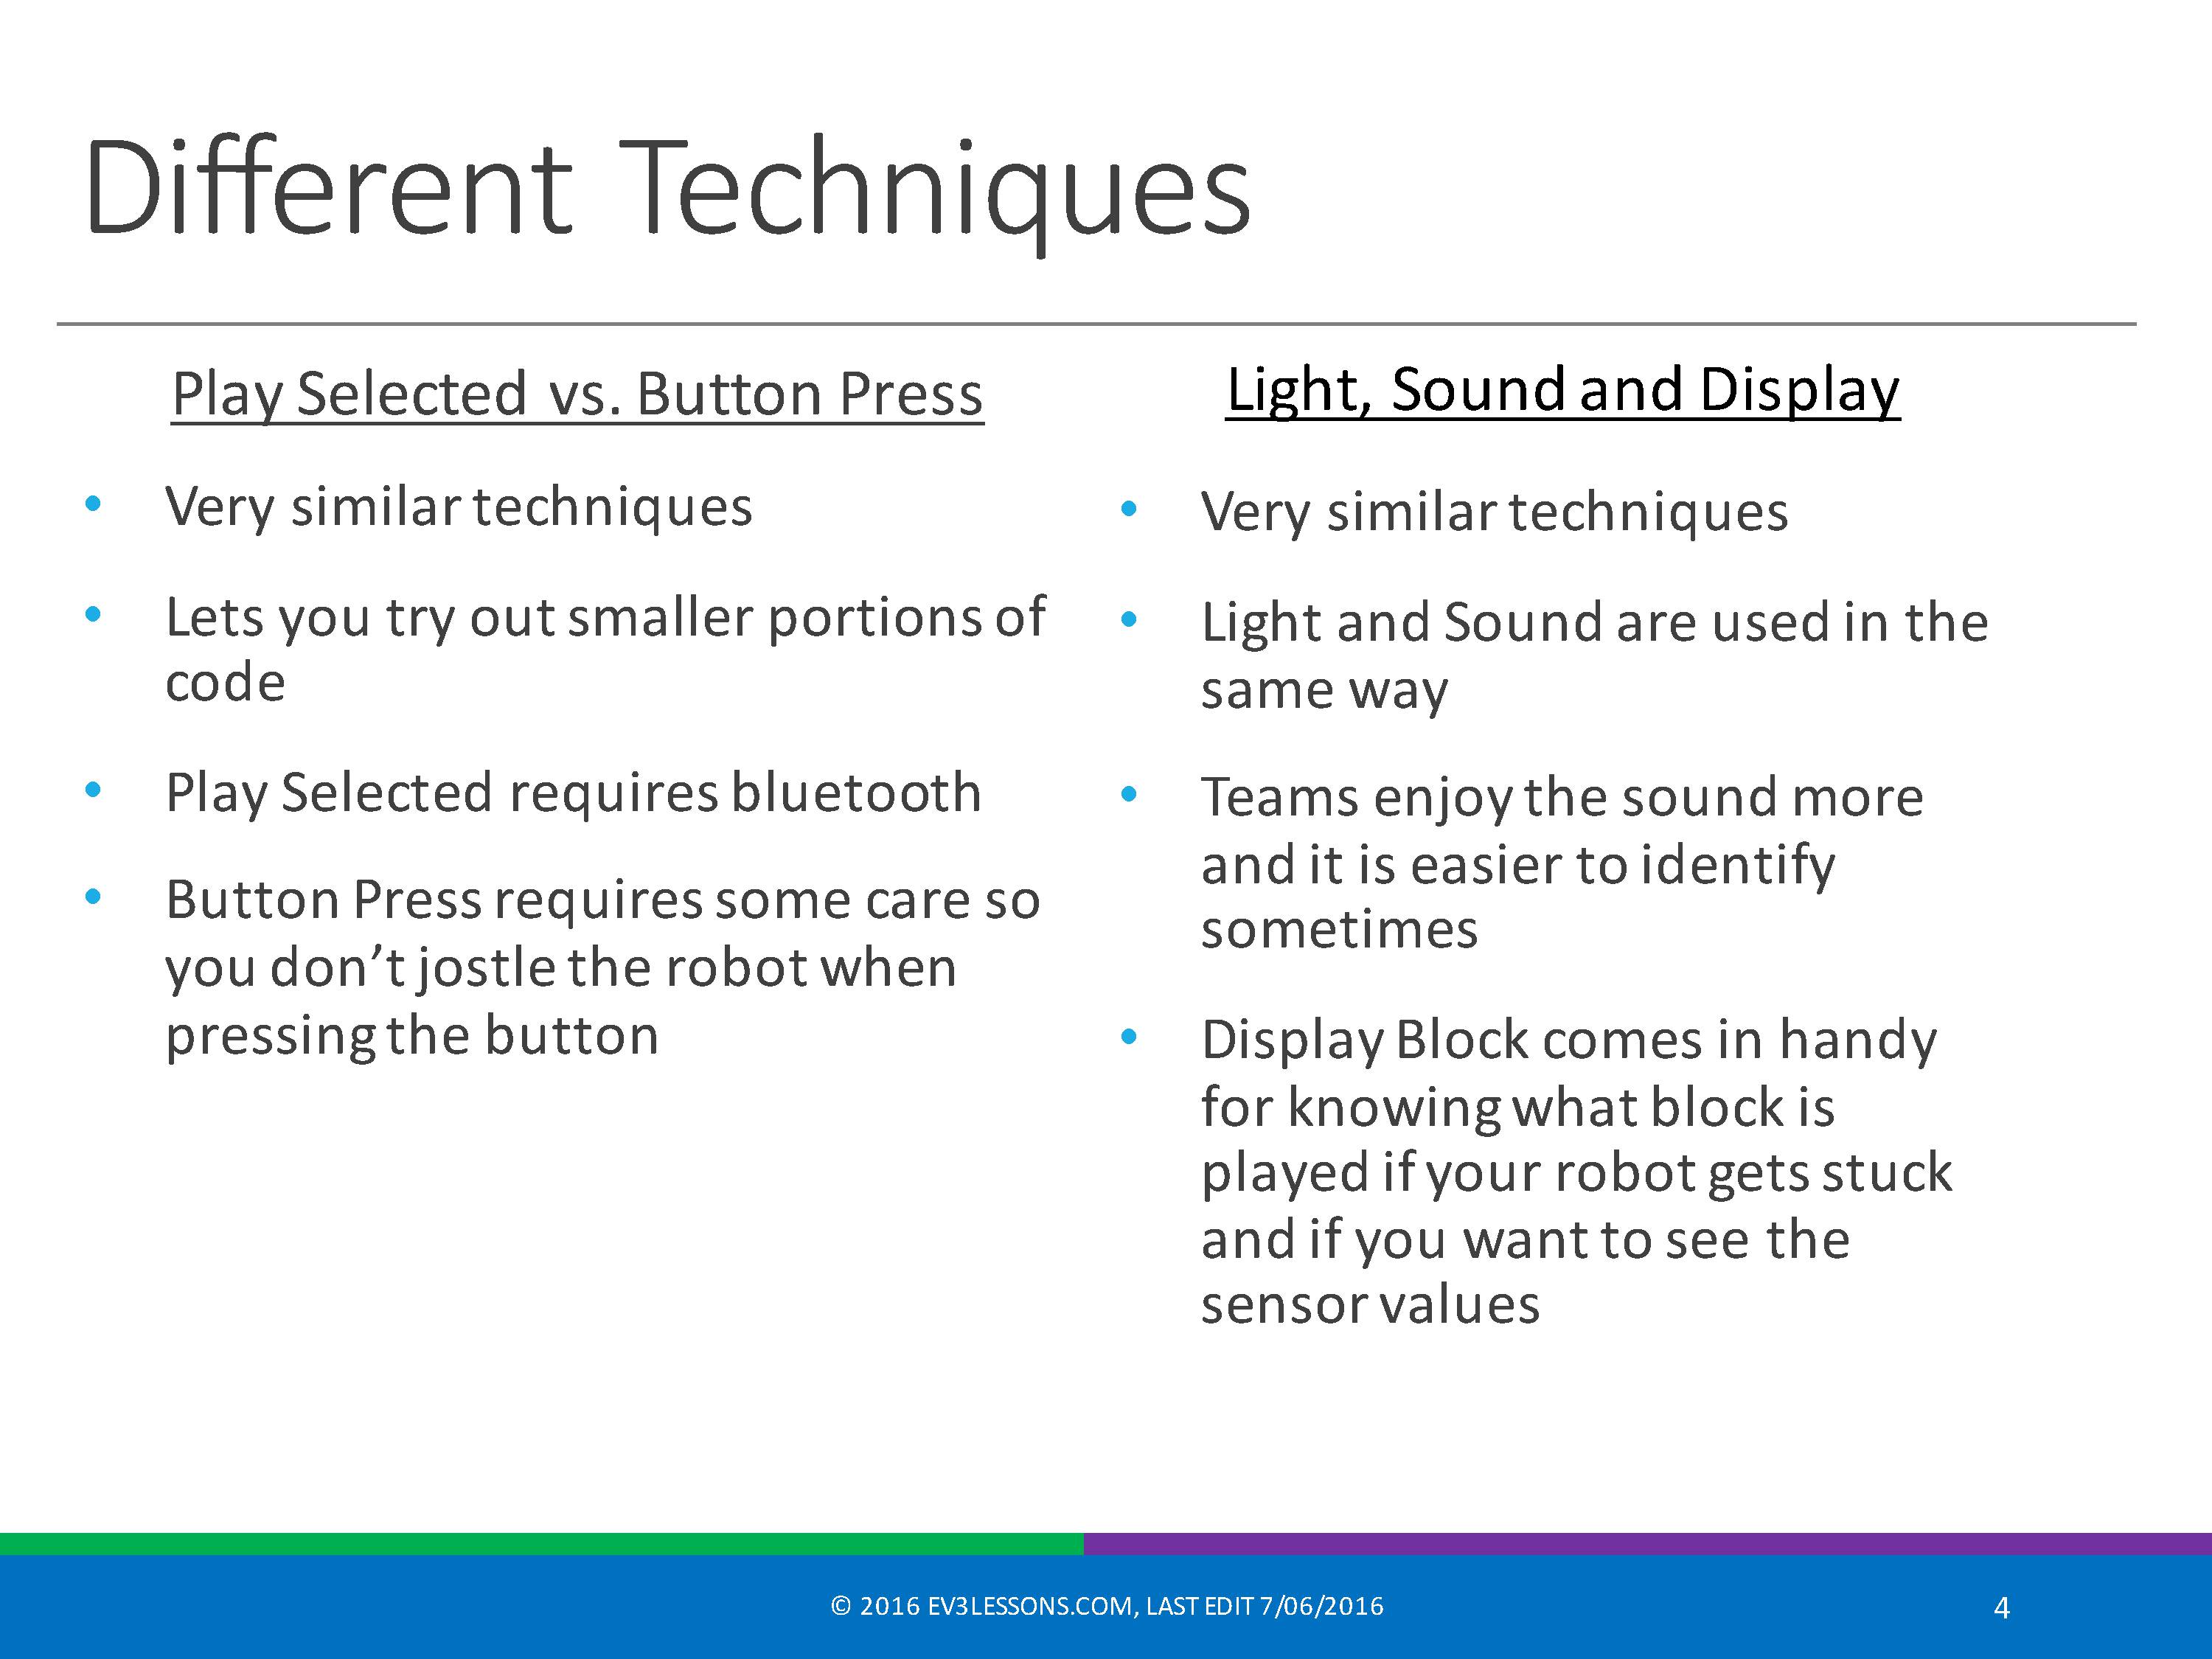 Different Techniques
Play Selected vs. Button Press
• Very similar techniques
• Lets you try out smaller portions of
code
• Play Selected requires bluetooth
• Button Press requires some care so
you don’t jostle the robot when
pressing the button
Light, Sound and Display
• Very similar techniques
• Light and Sound are used in the
same way
• Teams enjoy the sound more
and it is easier to identify
sometimes
• Display Block comes in handy
for knowing what block is
played if your robot gets stuck
and if you want to see the
sensor values
© 2016 EV3LESSONS.COM, LAST EDIT 7/06/2016
4